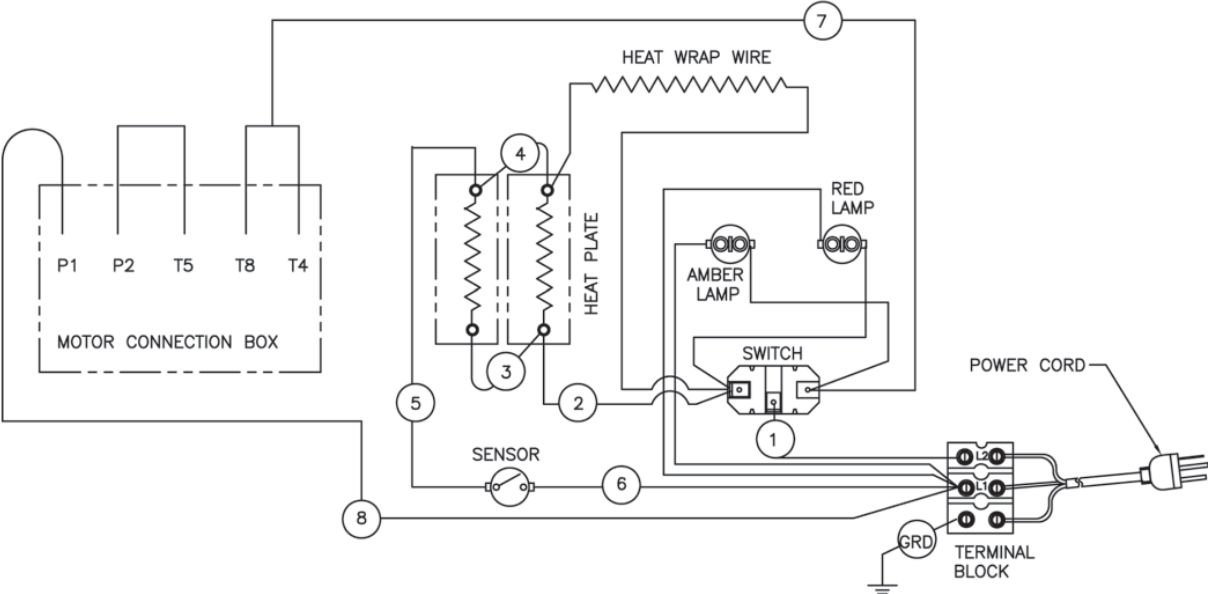 7
HEAT WRAP WIRE
4
RED
LAMP
HEAT PLATE
P1 P2 T5 T8 T4
AMBER
LAMP
MOTOR CONNECTION BOX
SWITCH
3
POWER CORD
5
2
1
SENSOR
L2
6
L1
8
GRD
TERMINAL
BLOCK